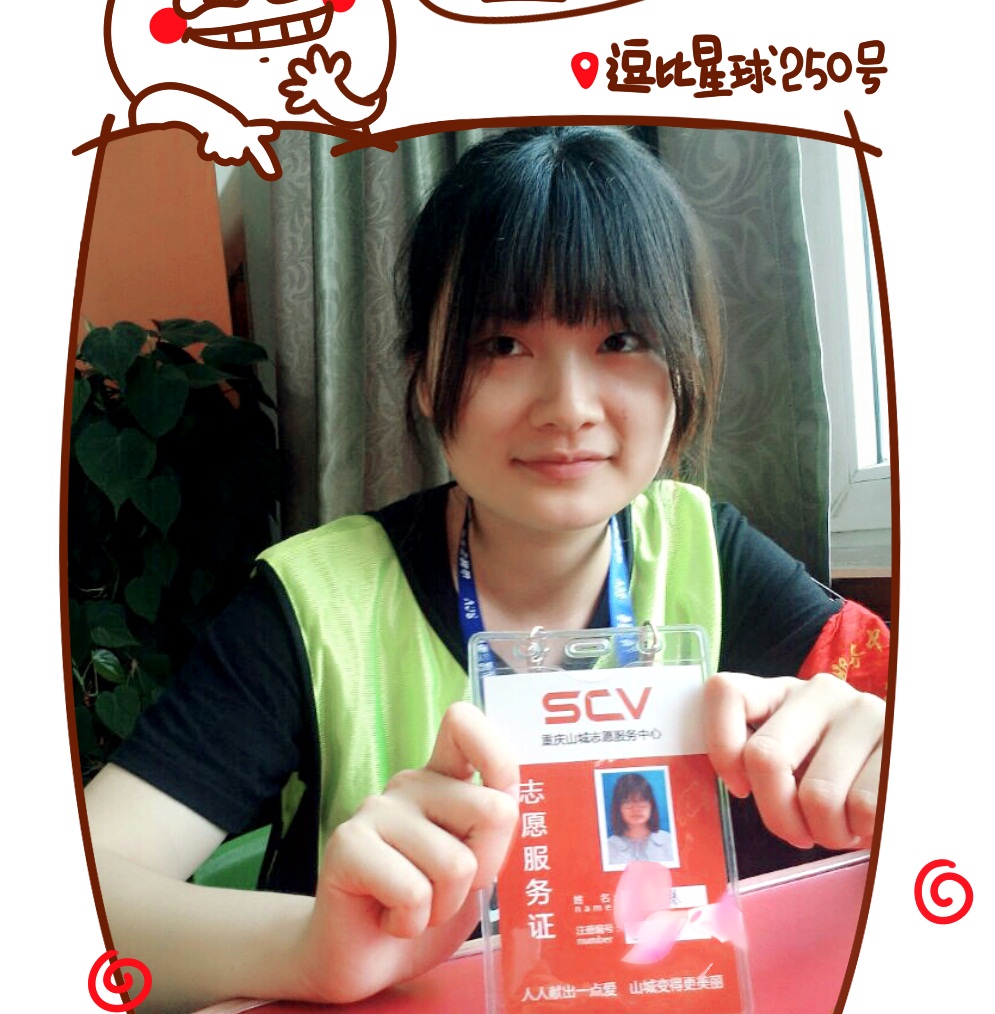 逗比星球250号
SCV
重庆山城志愿服务中心
志愿服务证
姓名
name
注册编号
number
人人献出一点爱 山城变得更美丽